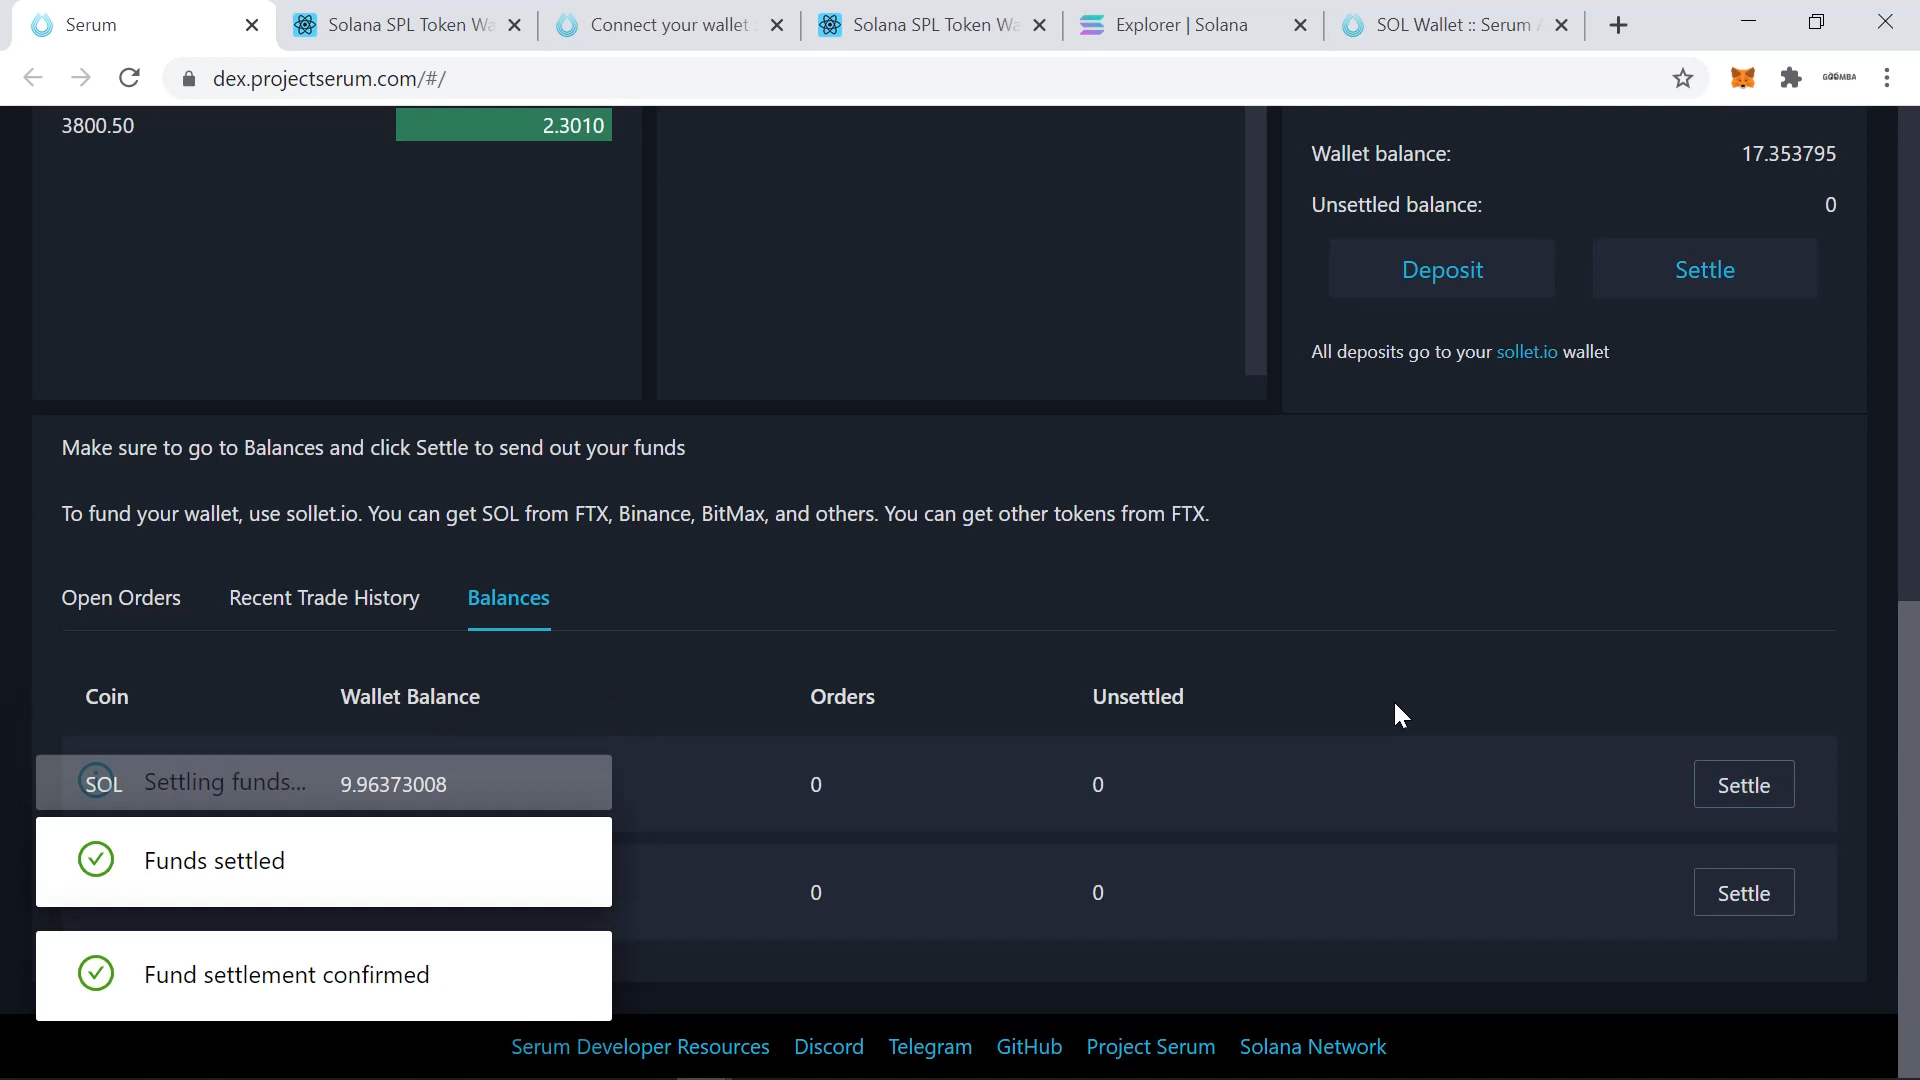 Serum
Solana SPL Token Wa
Connect your wallet :
Solana SPL Token Wa
Explorer | Solana
SOL Wallet :: Serum
dex.projectserum.com/#/
GOOMBA
3800.50 2.3010
Wallet balance: 17.353795
Unsettled balance: 0
Deposit Settle
All deposits go to your sollet.io wallet
Make sure to go to Balances and click Settle to send out your funds
To fund your wallet, use sollet.io. You can get SOL from FTX, Binance, BitMax, and others. You can get other tokens from FTX.
Open Orders Recent Trade History Balances
Coin Wallet Balance Orders Unsettled
SOL Settling funds... 9.96373008 0 0 Settle
Funds settled
0 0 Settle
Fund settlement confirmed
Serum Developer Resources Discord Telegram GitHub Project Serum Solana Network